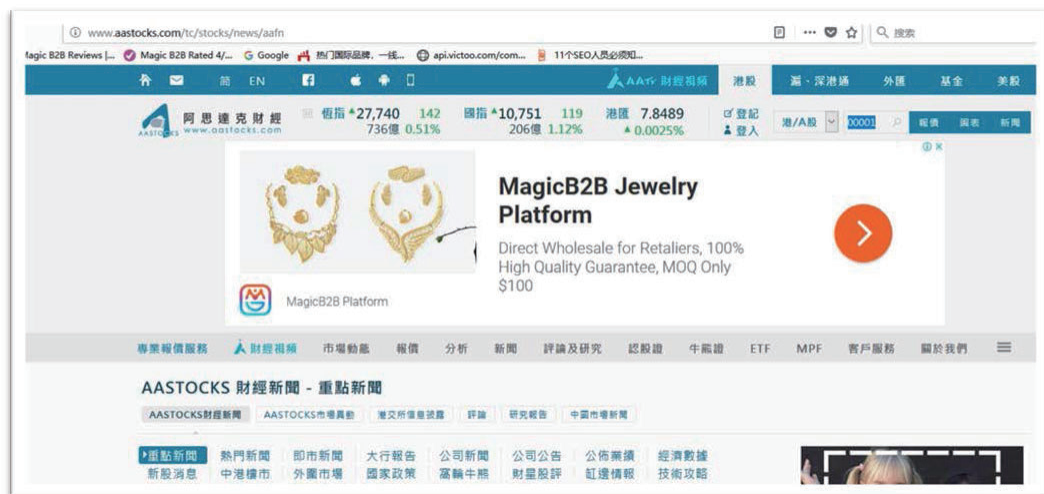 www.aastocks.com/tc/stocks/news/aafn
搜索
Magic B2B Reviews |...
Magic B2B Rated 4/...
Google
热门国际品牌，一线...
api.victoo.com/com...
11个SEO人员必须知...
简 EN
AATV 財經視頻
港股
滬・深港通
外匯
基金
美股
阿思達克財經
AASTOCKS www.aastocks.com
恆指 27,740 142
736億 0.51%
國指 10,751 119
206億 1.12%
港匯 7.8489
0.0025%
登記
登入
港/A股
00001
報價 圖表 新聞
MagicB2B Jewelry
Platform
Direct Wholesale for Retaliers, 100%
High Quality Guarantee, MOQ Only
$100
MagicB2B Platform
專業報價服務 財經視頻 市場動態 報價 分析 新聞 評論及研究 認股證 牛熊證 ETF MPF 客戶服務 關於我們
AASTOCKS 財經新聞 - 重點新聞
AASTOCKS財經新聞 AASTOCKS市場異動 港交所信息披露 評論 研究報告 中國市場新聞
重點新聞 熱門新聞 即市新聞 大行報告 公司新聞 公司公告 公佈業績 經濟數據
新股消息 中港樓市 外圍市場 國家政策 窩輪牛熊 財星股評 缸邊情報 技術攻略